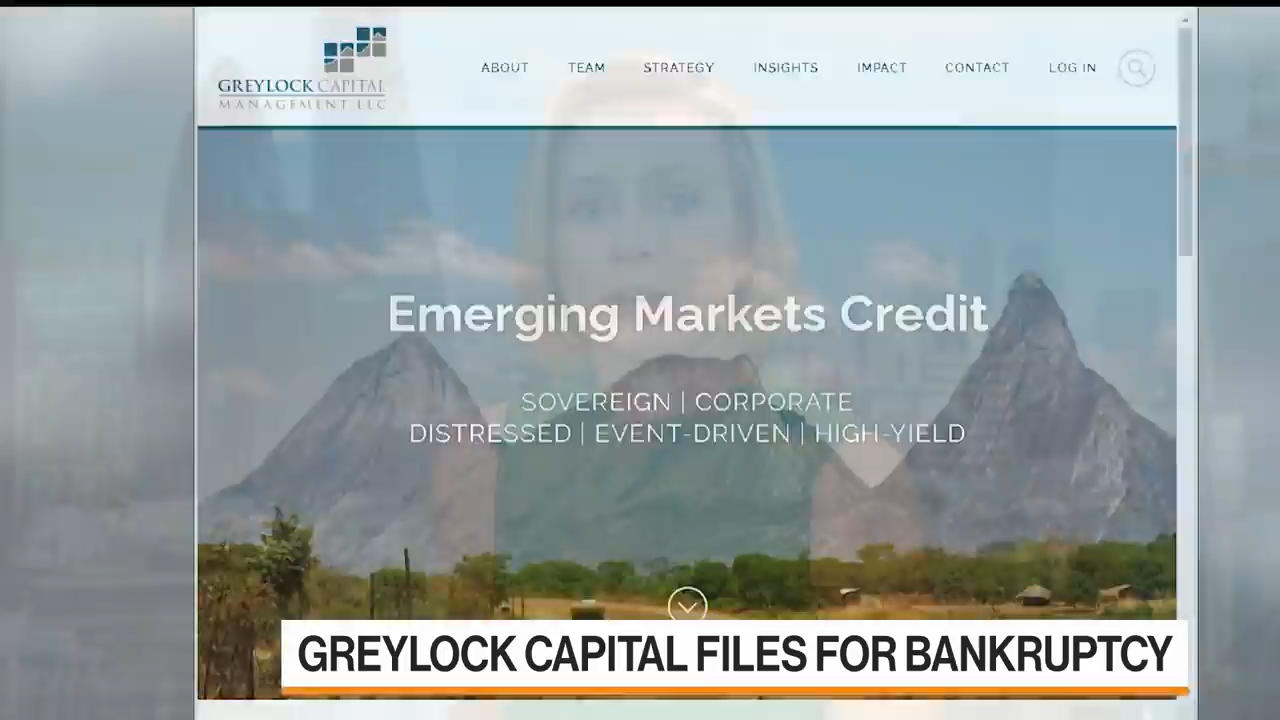 GREYLOCK CAPITAL
MANAGEMENT LLC
ABOUT TEAM STRATEGY INSIGHTS IMPACT CONTACT LOG IN
Emerging Markets Credit
SOVEREIGN | CORPORATE
DISTRESSED | EVENT-DRIVEN | HIGH-YIELD
GREYLOCK CAPITAL FILES FOR BANKRUPTCY